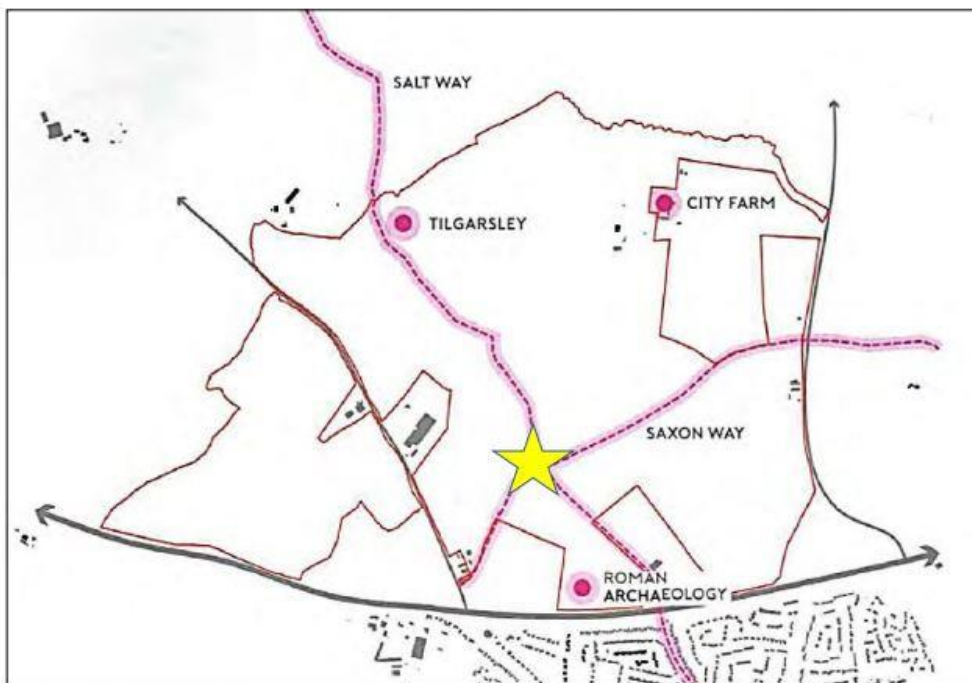 SALT WAY
CITY FARM
TILGARSLEY
SAXON WAY
ROMAN
ARCHAEOLOGY